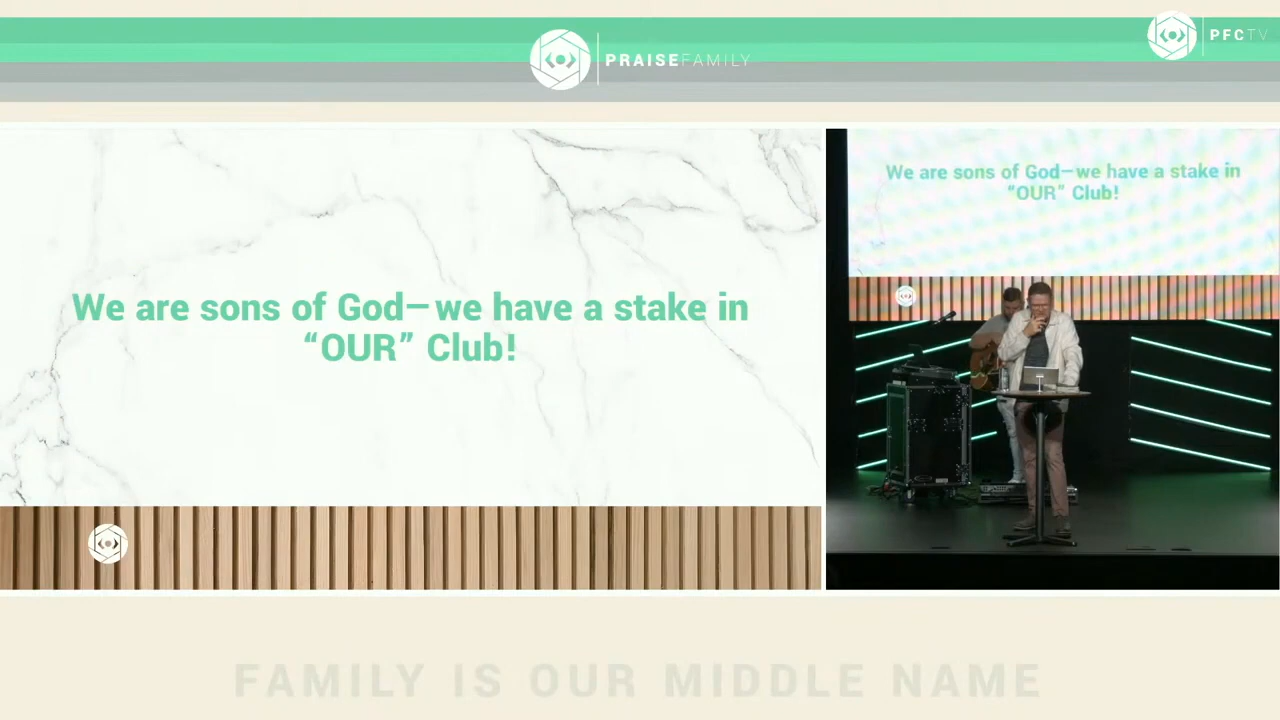 PRAISEFAMILY
PFCTV
We are sons of God—we have a stake in
“OUR” Club!
We are sons of God—we have a stake in
“OUR” Club!
FAMILY IS OUR MIDDLE NAME